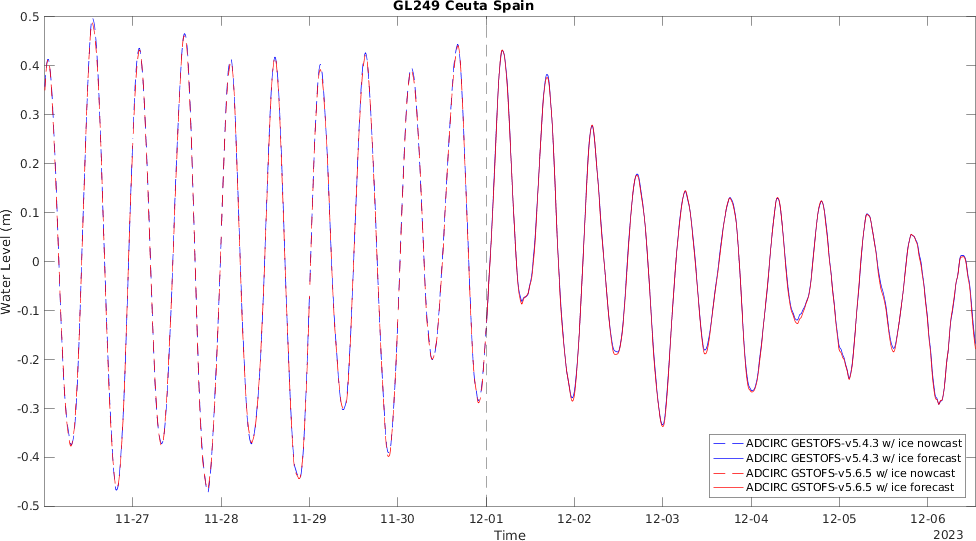 GL249 Ceuta Spain
0.5
0.4
0.3
0.2
0.1
0
-0.1
-0.2
-0.3
-0.4
-0.5
Water Level (m)
ADCIRC GESTOFS-v5.4.3 w/ ice nowcast
ADCIRC GESTOFS-v5.4.3 w/ ice forecast
ADCIRC GSTOFS-v5.6.5 w/ ice nowcast
ADCIRC GSTOFS-v5.6.5 w/ ice forecast
11-27 11-28 11-29 11-30 12-01 12-02 12-03 12-04 12-05 12-06
Time
2023